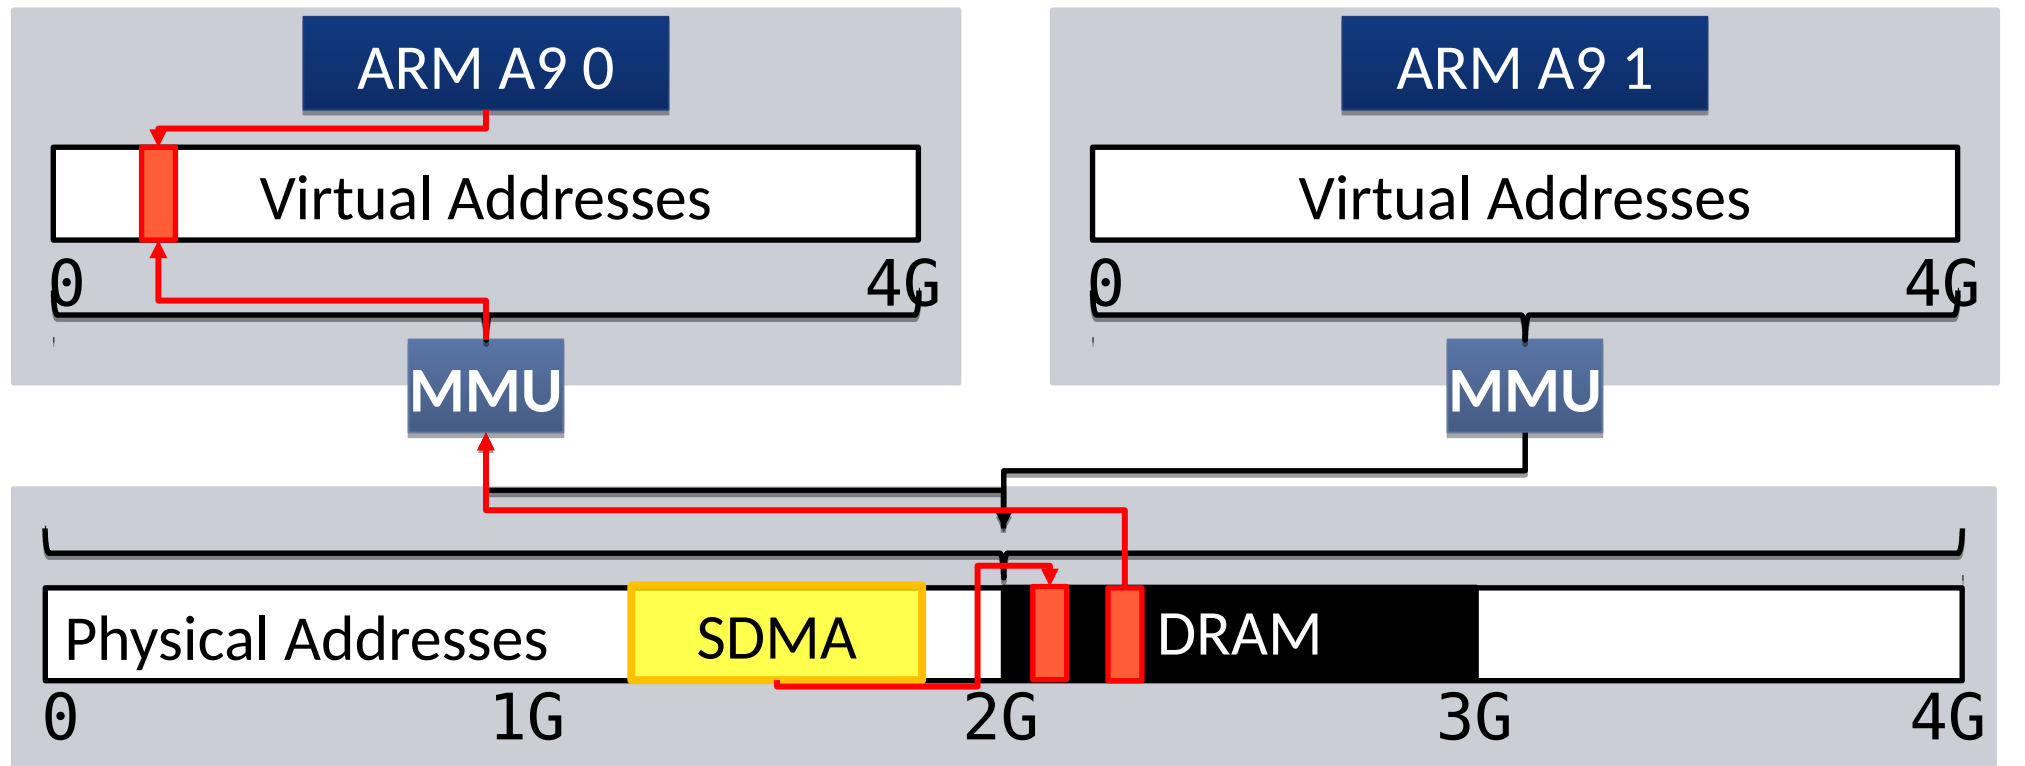 ARM A9 0
ARM A9 1
Virtual Addresses
Virtual Addresses
0 4G
0 4G
MMU
MMU
Physical Addresses SDMA DRAM
0 1G 2G 3G 4G